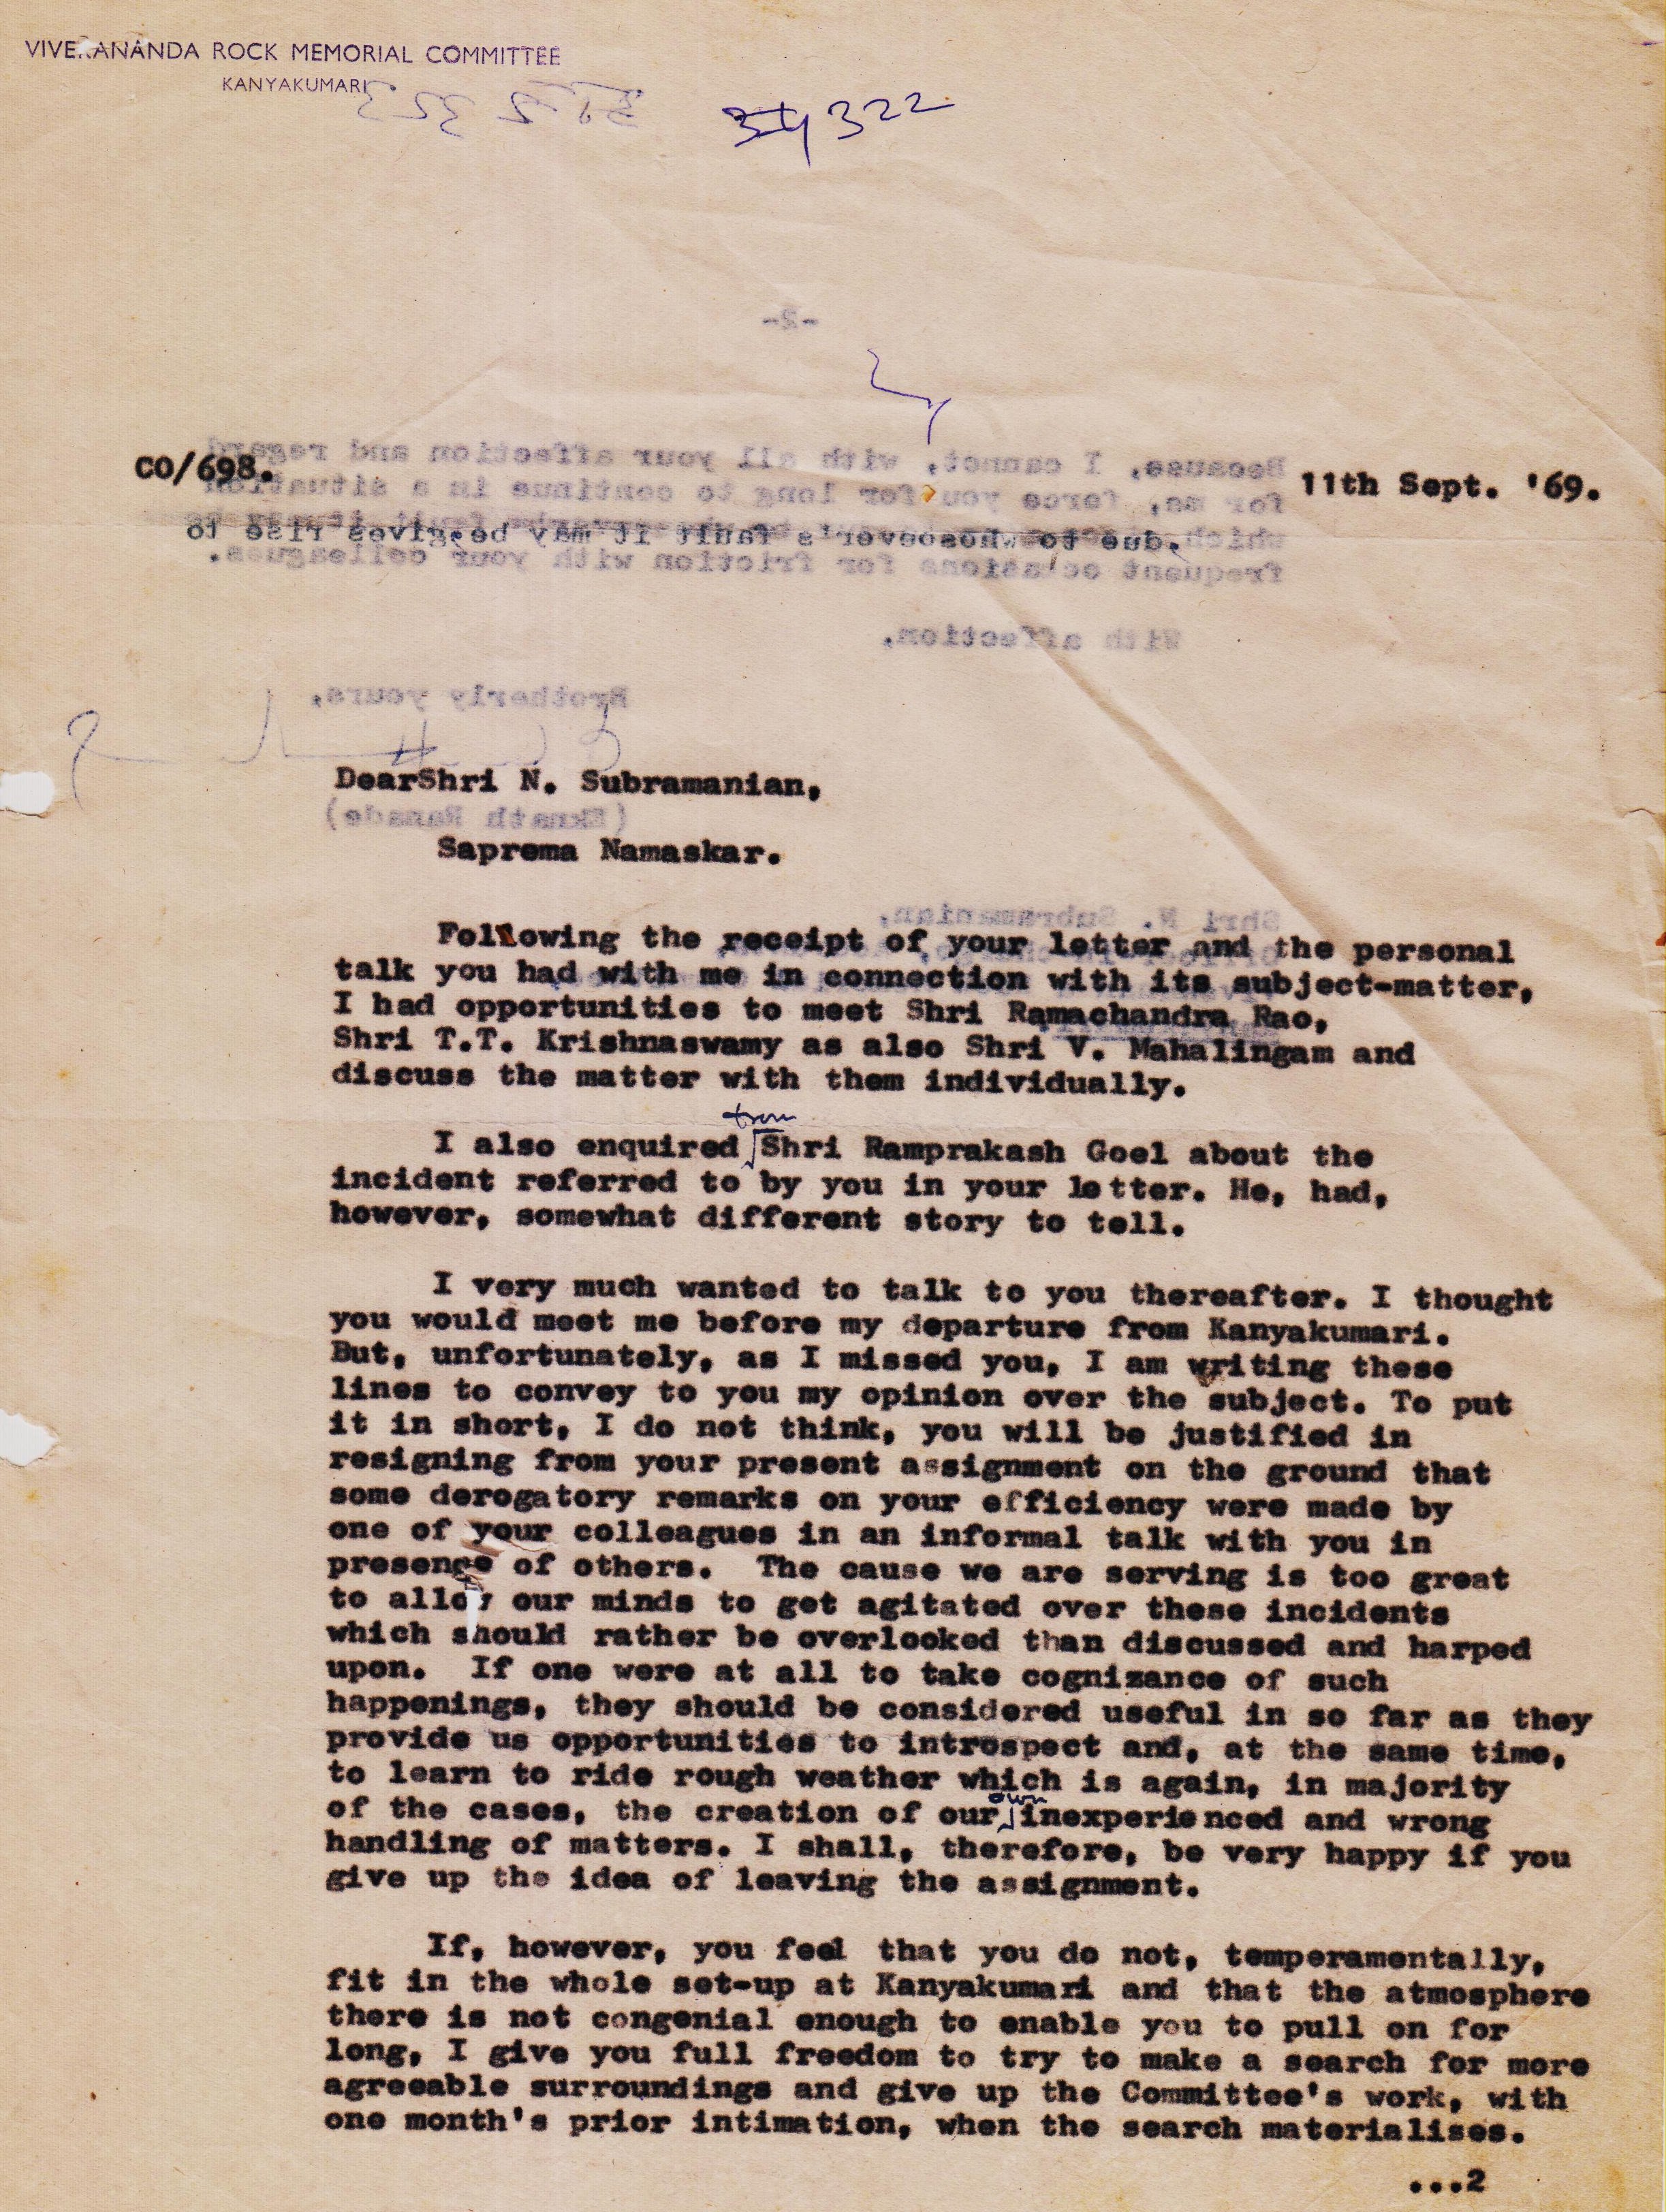 VIVEKANANDA ROCK MEMORIAL COMMITTEE
KANYAKUMARI
34322
-2-
CO/698.
11th Sept. '69.
Because, I cannot, with all your affection and regard
for me, force you for long to continue in a situation
which, due to whosoever's fault it may be, gives rise to
frequent occasions for friction with your colleagues.
With affection,
Brotherly yours,
(Eknath Ranade)
DearShri N. Subramanian,
Saprema Namaskar.
Shri N. Subramanian,
Following the receipt of your letter and the personal
talk you had with me in connection with its subject-matter,
I had opportunities to meet Shri Ramachandra Rao,
Shri T.T. Krishnaswamy as also Shri V. Mahalingam and
discuss the matter with them individually.
I also enquired from Shri Ramprakash Goel about the
incident referred to by you in your letter. He, had,
however, somewhat different story to tell.
I very much wanted to talk to you thereafter. I thought
you would meet me before my departure from Kanyakumari.
But, unfortunately, as I missed you, I am writing these
lines to convey to you my opinion over the subject. To put
it in short, I do not think, you will be justified in
resigning from your present assignment on the ground that
some derogatory remarks on your efficiency were made by
one of your colleagues in an informal talk with you in
presence of others. The cause we are serving is too great
to allow our minds to get agitated over these incidents
which should rather be overlooked than discussed and harped
upon. If one were at all to take cognizance of such
happenings, they should be considered useful in so far as they
provide us opportunities to introspect and, at the same time,
to learn to ride rough weather which is again, in majority
of the cases, the creation of our own inexperienced and wrong
handling of matters. I shall, therefore, be very happy if you
give up the idea of leaving the assignment.
If, however, you feel that you do not, temperamentally,
fit in the whole set-up at Kanyakumari and that the atmosphere
there is not congenial enough to enable you to pull on for
long, I give you full freedom to try to make a search for more
agreeable surroundings and give up the Committee's work, with
one month's prior intimation, when the search materialises.
...2